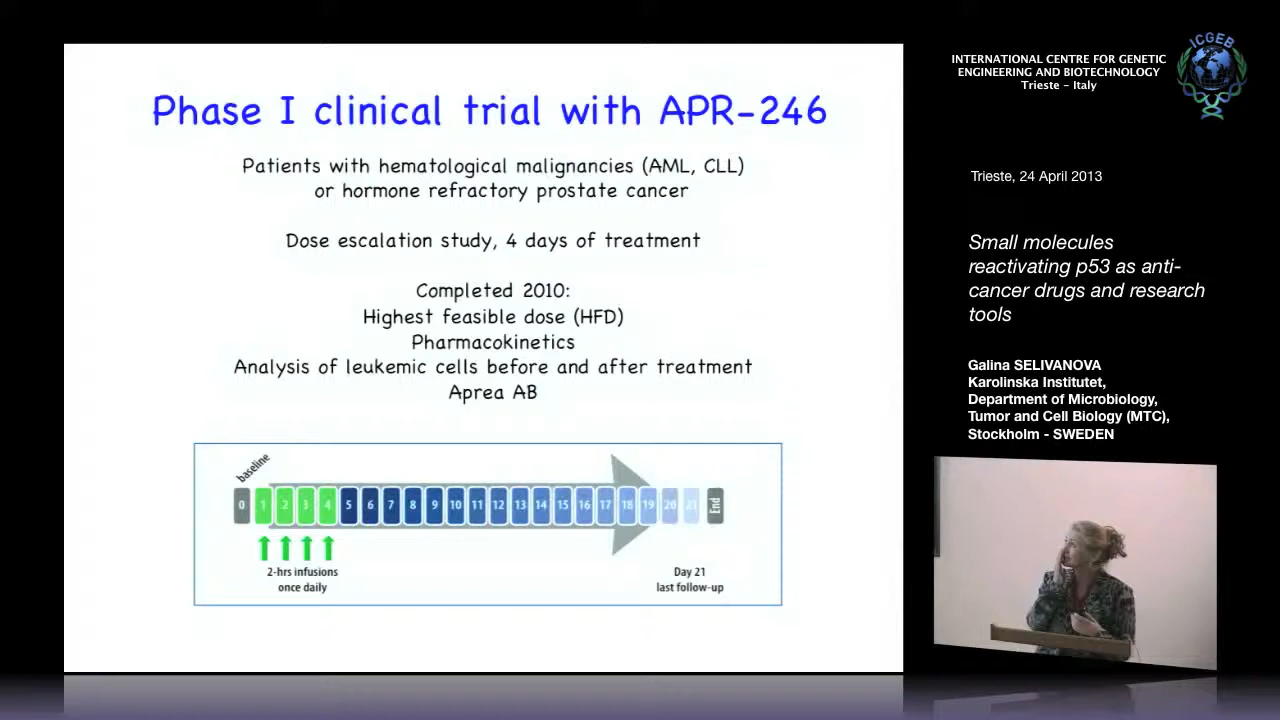 Phase I clinical trial with APR-246
Patients with hematological malignancies (AML, CLL)
or hormone refractory prostate cancer
Dose escalation study, 4 days of treatment
Completed 2010:
Highest feasible dose (HFD)
Pharmacokinetics
Analysis of leukemic cells before and after treatment
Aprea AB
baseline
0 1 2 3 4 5 6 7 8 9 10 11 12 13 14 15 16 17 18 19 20 21 End
2-hrs infusions
once daily
Day 21
last follow-up
INTERNATIONAL CENTRE FOR GENETIC
ENGINEERING AND BIOTECHNOLOGY
Trieste - Italy
ICGEB
Trieste, 24 April 2013
Small molecules
reactivating p53 as anti-
cancer drugs and research
tools
Galina SELIVANOVA
Karolinska Institutet,
Department of Microbiology,
Tumor and Cell Biology (MTC),
Stockholm - SWEDEN